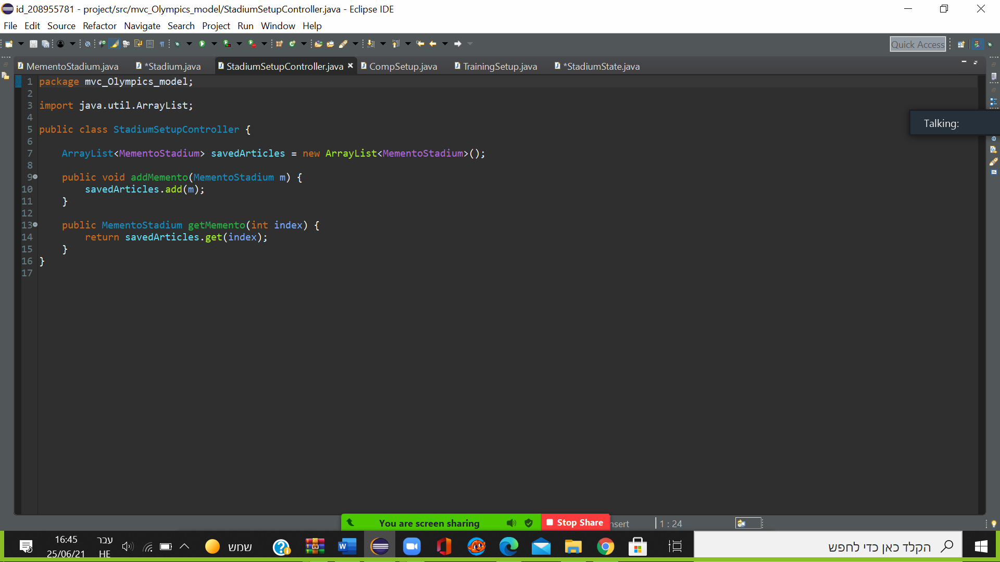 id_208955781 - project/src/mvc_Olympics_model/StadiumSetupController.java - Eclipse IDE
File Edit Source Refactor Navigate Search Project Run Window Help
Quick Access
MementoStadium.java *Stadium.java StadiumSetupController.java CompSetup.java TrainingSetup.java *StadiumState.java
1 package mvc_Olympics_model;
2
3 import java.util.ArrayList;
4
5 public class StadiumSetupController {
6
7 ArrayList<MementoStadium> savedArticles = new ArrayList<MementoStadium>();
8
9 public void addMemento(MementoStadium m) {
10 savedArticles.add(m);
11 }
12
13 public MementoStadium getMemento(int index) {
14 return savedArticles.get(index);
15 }
16 }
17
Talking:
You are screen sharing Stop Share nsert 1 : 24
16:45
25/06/21
עבר
HE
שמש
הקלד כאן כדי לחפש